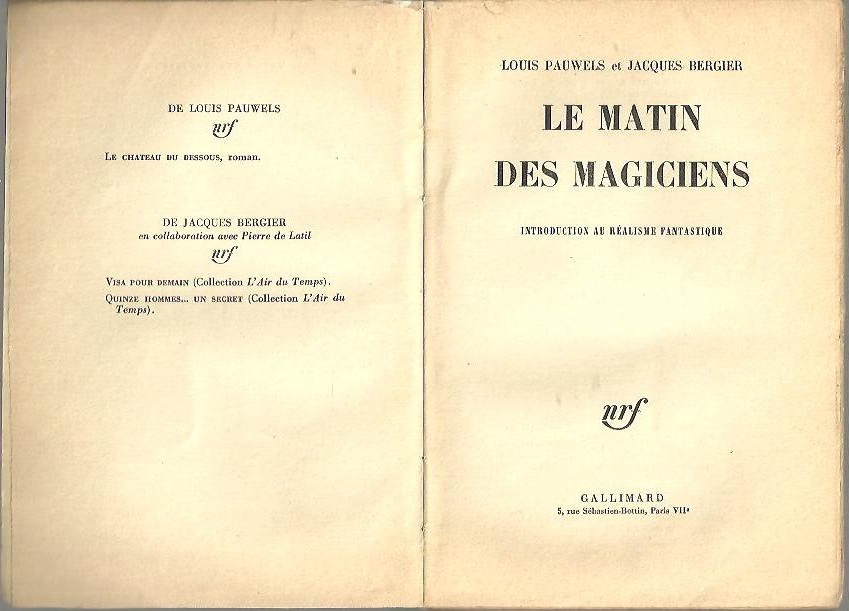 DE LOUIS PAUWELS
nrf
LE CHATEAU DU DESSOUS, roman.
DE JACQUES BERGIER
en collaboration avec Pierre de Latil
nrf
VISA POUR DEMAIN (Collection L'Air du Temps).
QUINZE HOMMES... UN SECRET (Collection L'Air du
Temps).
LOUIS PAUWELS et JACQUES BERGIER
LE MATIN
DES MAGICIENS
INTRODUCTION AU RÉALISME FANTASTIQUE
nrf
GALLIMARD
5, rue Sébastien-Bottin, Paris VIIᵉ